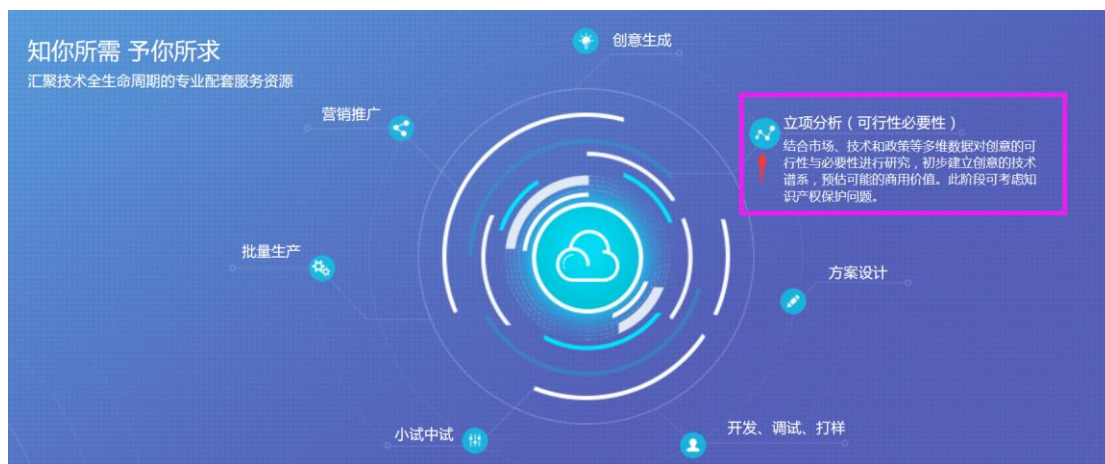 知你所需 予你所求
汇聚技术全生命周期的专业配套服务资源
创意生成
营销推广
立项分析（可行性必要性）
结合市场、技术和政策等多维数据对创意的可
行性与必要性进行研究，初步建立创意的技术
谱系，预估可能的商用价值。此阶段可考虑知
识产权保护问题。
批量生产
方案设计
小试中试
开发、调试、打样